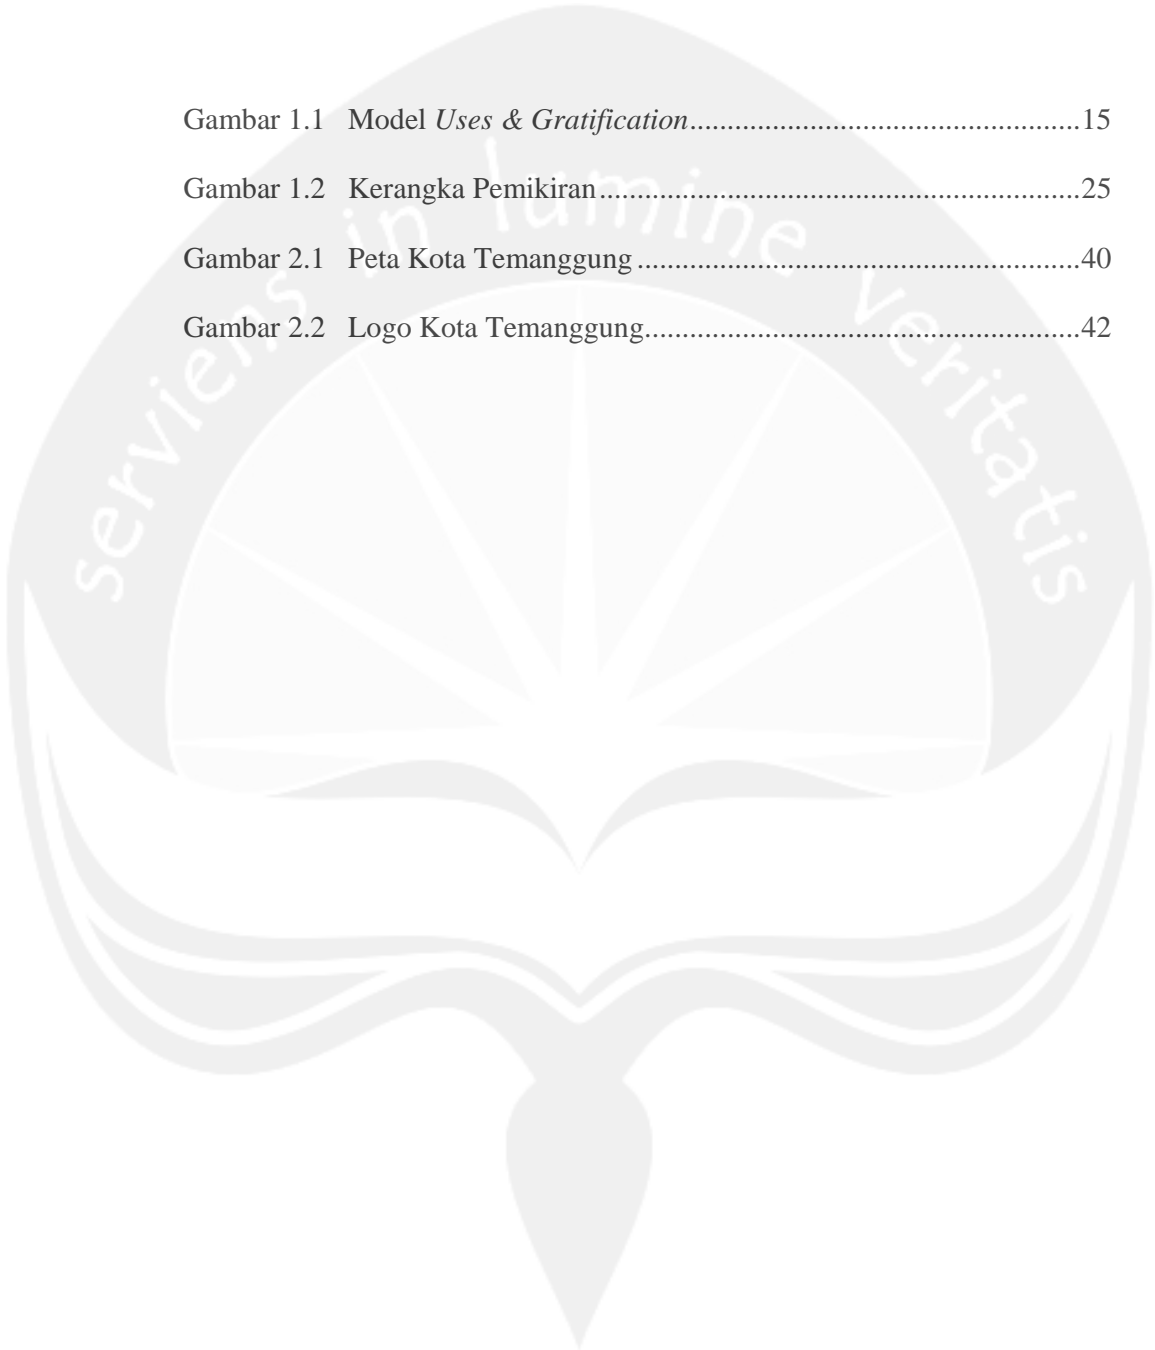 Gambar 1.1 Model Uses & Gratification............................................15
Gambar 1.2 Kerangka Pemikiran......................................................25
Gambar 2.1 Peta Kota Temanggung..................................................40
Gambar 2.2 Logo Kota Temanggung.................................................42
serviens in lumine veritatis